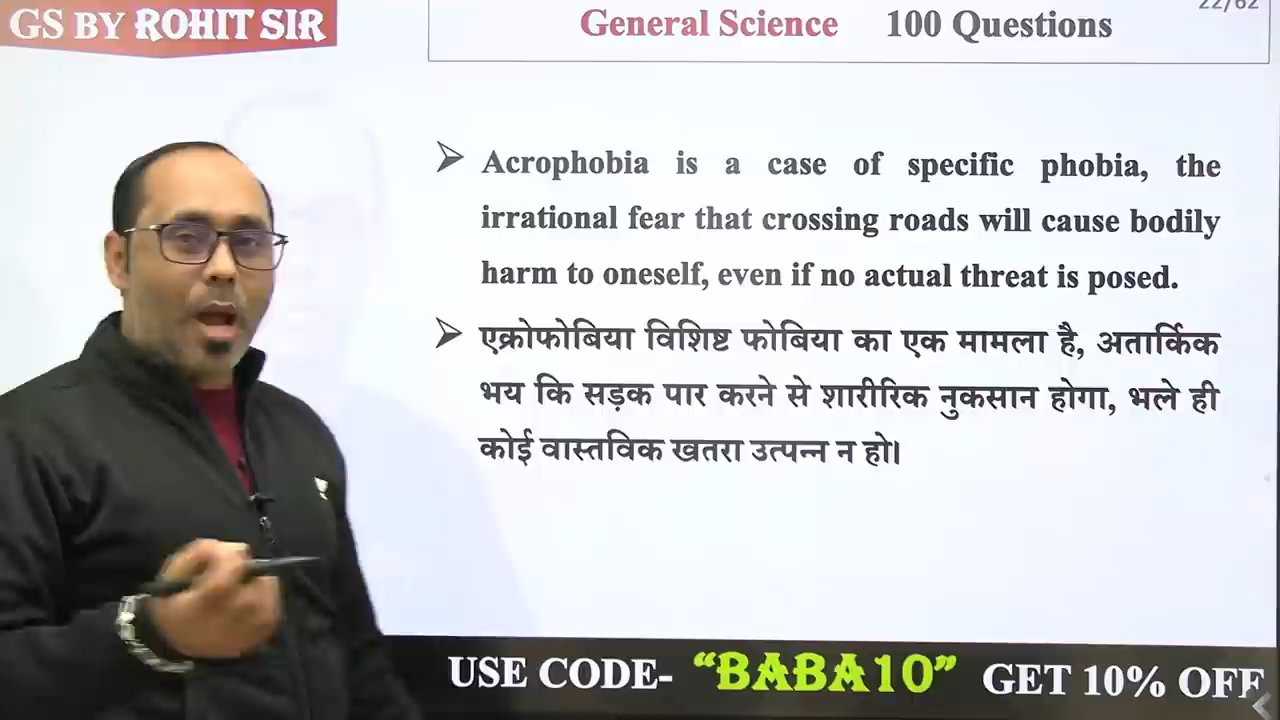 GS BY ROHIT SIR
General Science 100 Questions
22/62
➤ Acrophobia is a case of specific phobia, the
irrational fear that crossing roads will cause bodily
harm to oneself, even if no actual threat is posed.
➤ एक्रोफोबिया विशिष्ट फोबिया का एक मामला है, अतार्किक
भय कि सड़क पार करने से शारीरिक नुकसान होगा, भले ही
कोई वास्तविक खतरा उत्पन्न न हो।
USE CODE- “BABA10” GET 10% OFF